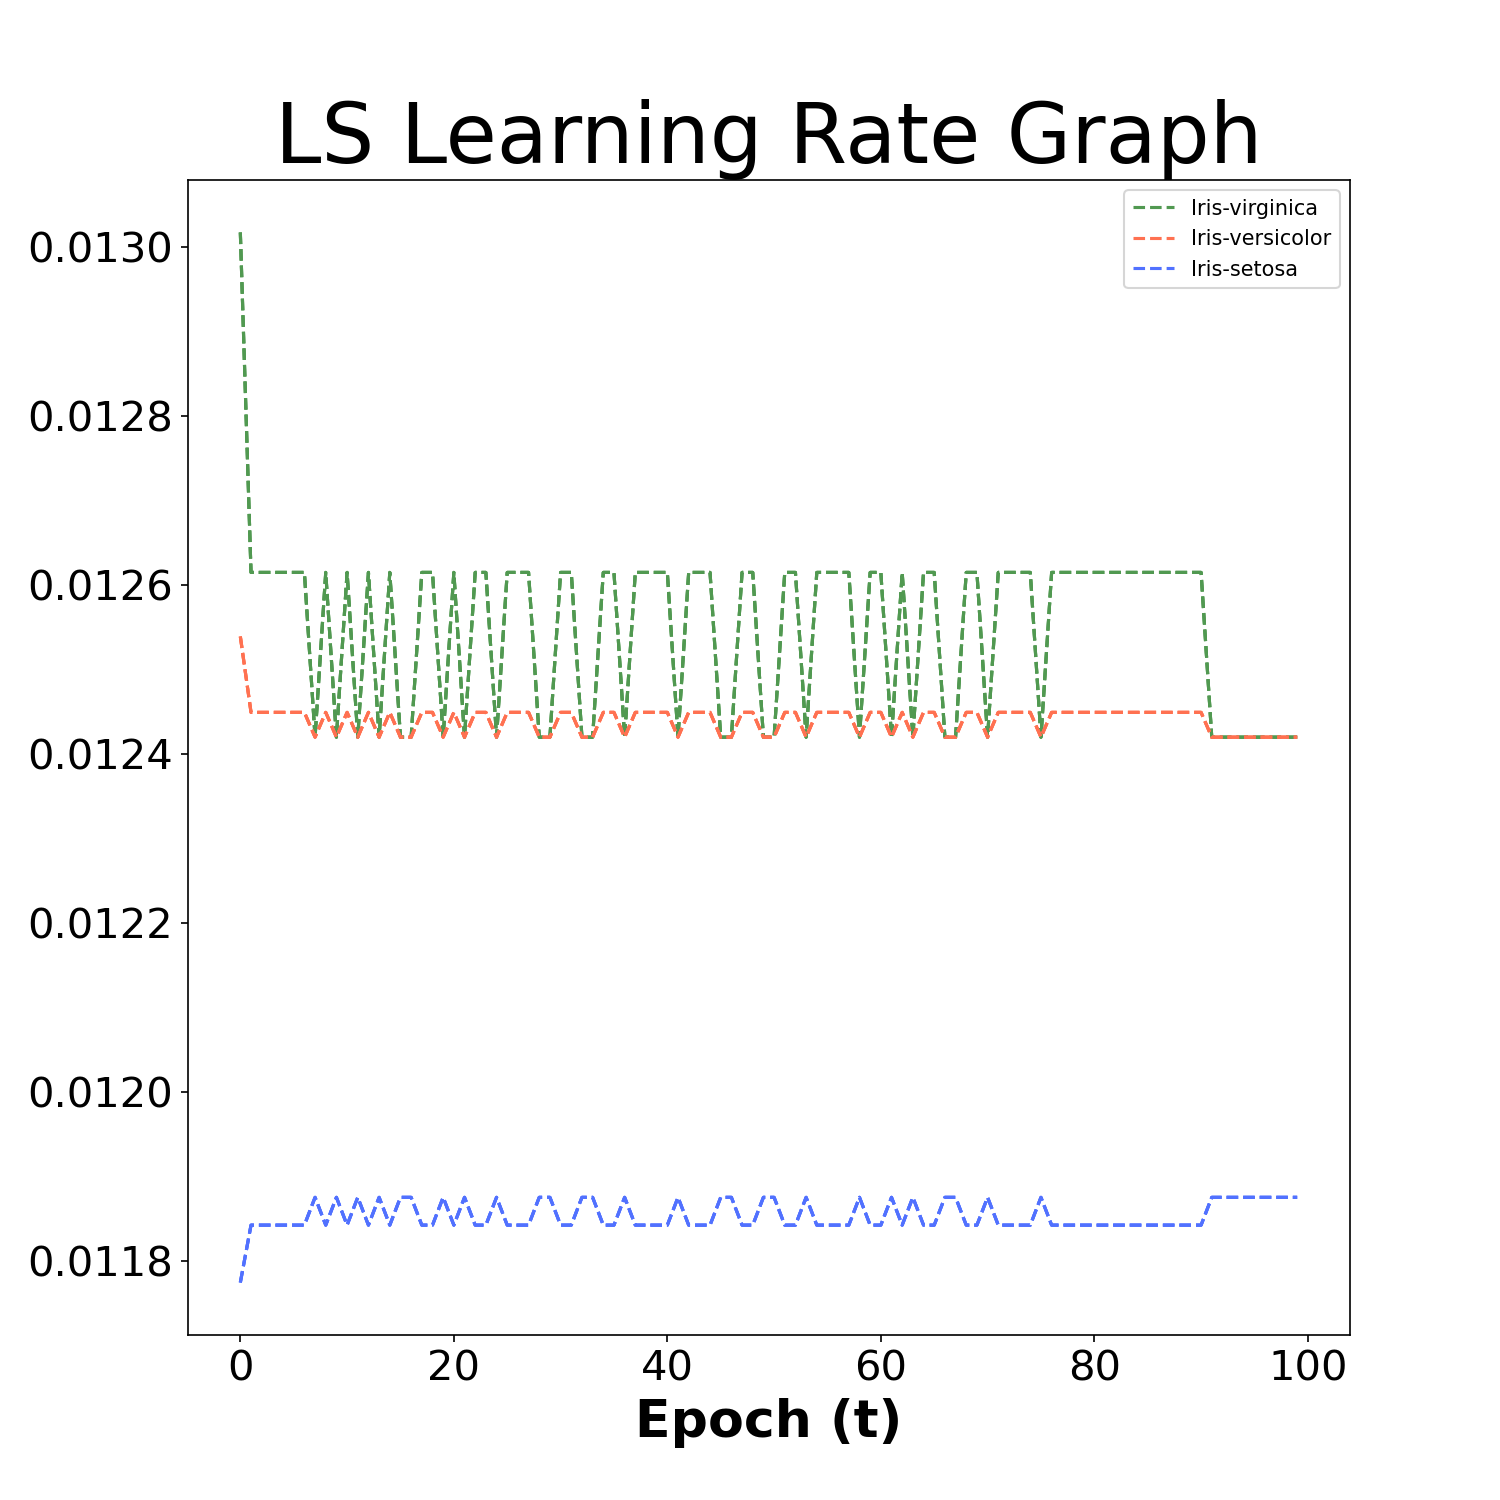 LS Learning Rate Graph
Iris-virginica
Iris-versicolor
Iris-setosa
0.0130
0.0128
0.0126
0.0124
0.0122
0.0120
0.0118
0 20 40 60 80 100
Epoch (t)